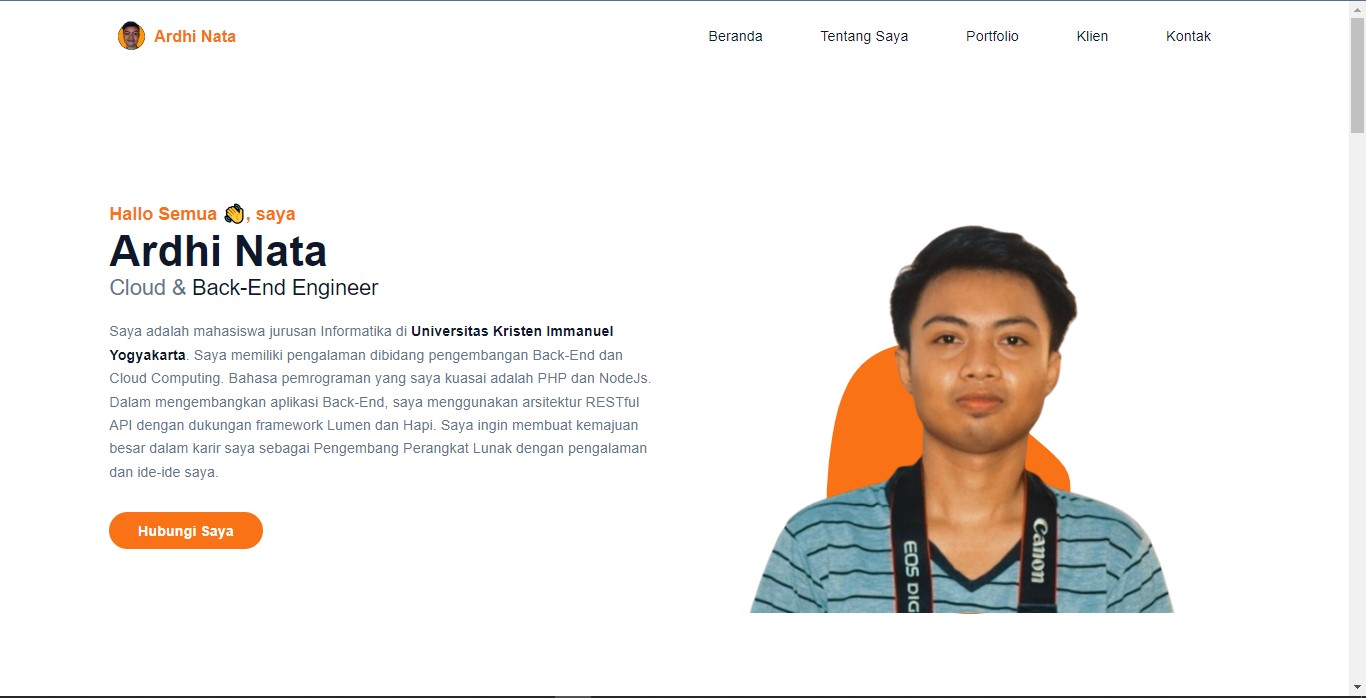 Ardhi Nata
Beranda
Tentang Saya
Portfolio
Klien
Kontak
Hallo Semua 👋, saya
Ardhi Nata
Cloud & Back-End Engineer
Saya adalah mahasiswa jurusan Informatika di Universitas Kristen Immanuel
Yogyakarta. Saya memiliki pengalaman dibidang pengembangan Back-End dan
Cloud Computing. Bahasa pemrograman yang saya kuasai adalah PHP dan NodeJs.
Dalam mengembangkan aplikasi Back-End, saya menggunakan arsitektur RESTful
API dengan dukungan framework Lumen dan Hapi. Saya ingin membuat kemajuan
besar dalam karir saya sebagai Pengembang Perangkat Lunak dengan pengalaman
dan ide-ide saya.
Hubungi Saya
EOS DIG
Canon